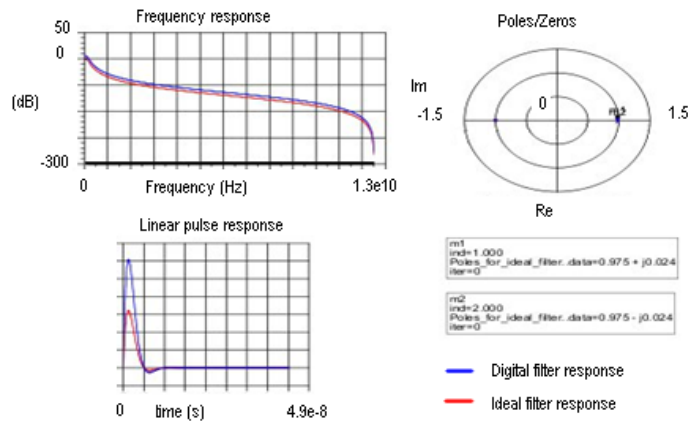 Frequency response
50
0
(dB)
-300
0
Frequency (Hz)
1.3e10
Poles/Zeros
Im
-1.5
0
m2
1.5
Re
Linear pulse response
0
time (s)
4.9e-8
m1
ind=1.000
Poles_for_ideal_filter..data=0.975 + j0.024
iter=0
m2
ind=2.000
Poles_for_ideal_filter..data=0.975 - j0.024
iter=0
Digital filter response
Ideal filter response